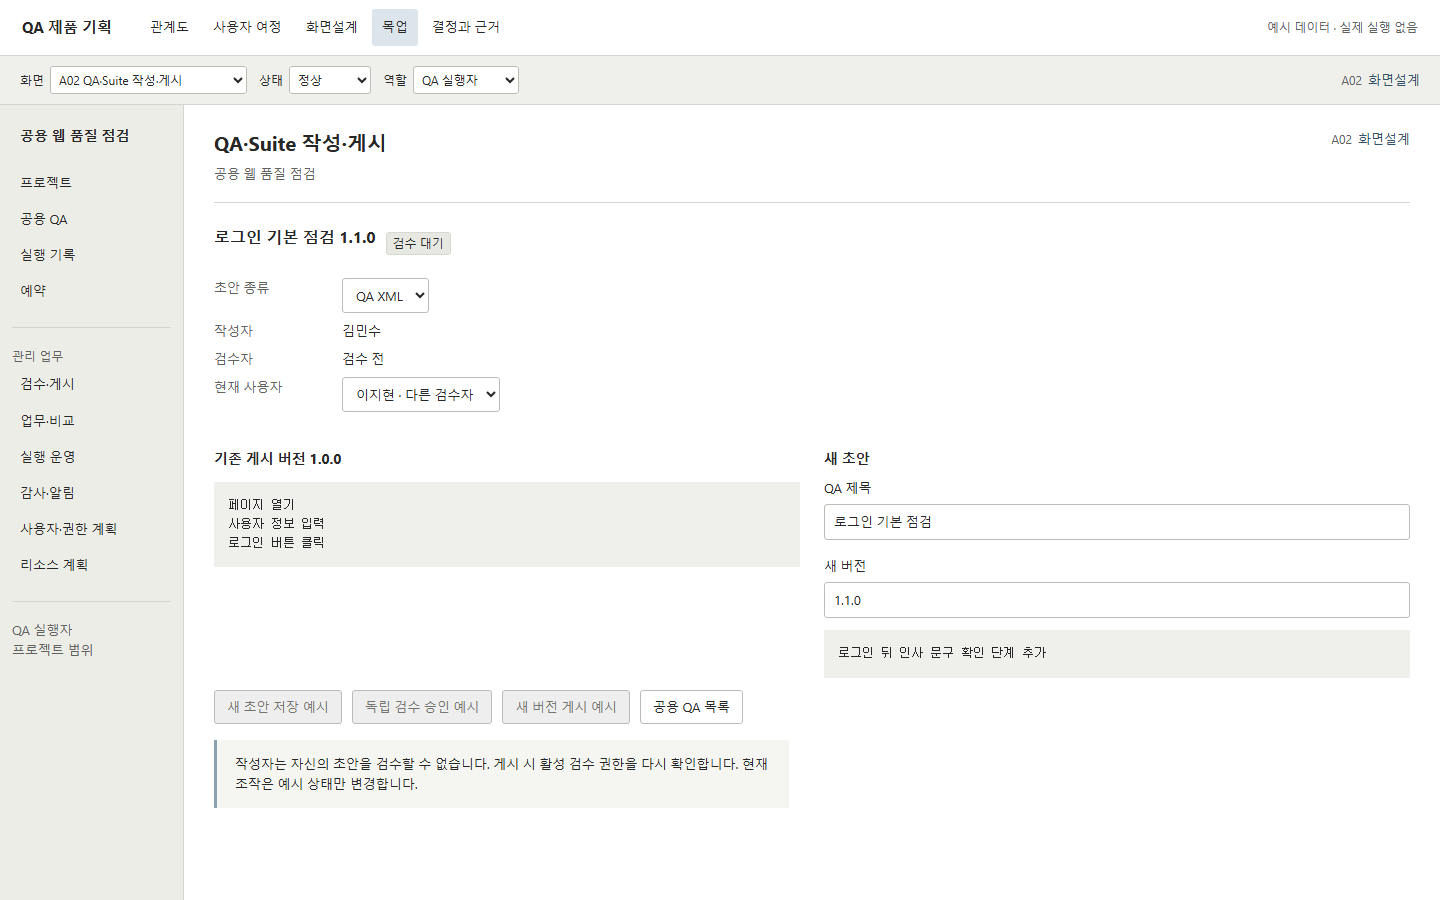 QA 제품 기획
관계도
사용자 여정
화면설계
목업
결정과 근거
예시 데이터 · 실제 실행 없음
화면
A02 QA·Suite 작성·게시
상태
정상
역할
QA 실행자
A02 화면설계
공용 웹 품질 점검
프로젝트
공용 QA
실행 기록
예약
관리 업무
검수·게시
업무·비교
실행 운영
감사·알림
사용자·권한 계획
리소스 계획
QA 실행자
프로젝트 범위
QA·Suite 작성·게시
A02 화면설계
공용 웹 품질 점검
로그인 기본 점검 1.1.0
검수 대기
초안 종류
QA XML
작성자
김민수
검수자
검수 전
현재 사용자
이지현 · 다른 검수자
기존 게시 버전 1.0.0
페이지 열기
사용자 정보 입력
로그인 버튼 클릭
새 초안
QA 제목
로그인 기본 점검
새 버전
1.1.0
로그인 뒤 인사 문구 확인 단계 추가
새 초안 저장 예시
독립 검수 승인 예시
새 버전 게시 예시
공용 QA 목록
작성자는 자신의 초안을 검수할 수 없습니다. 게시 시 활성 검수 권한을 다시 확인합니다. 현재
조작은 예시 상태만 변경합니다.